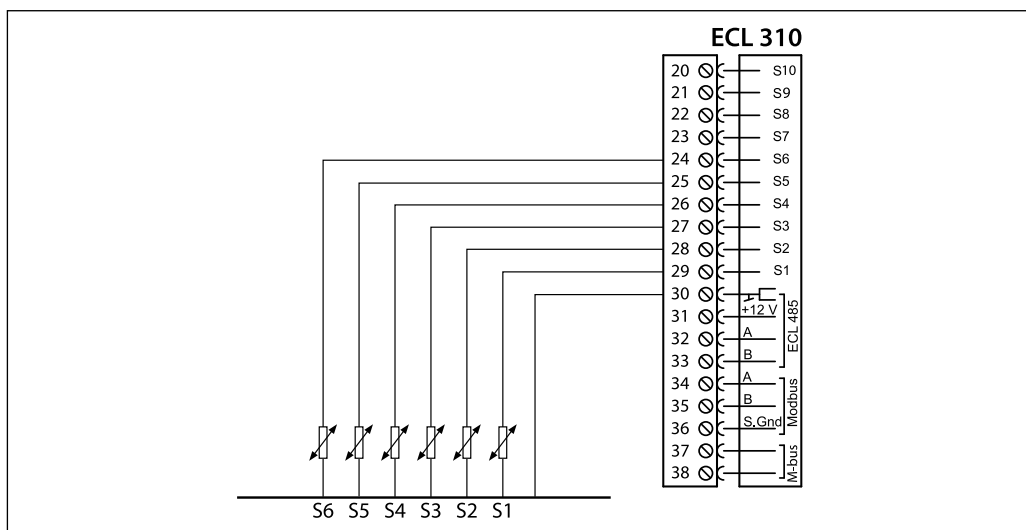 ECL 310
20 S10
21 S9
22 S8
23 S7
24 S6
25 S5
26 S4
27 S3
28 S2
29 S1
30
31 +12 V
32 A
33 B
ECL 485
34 A
35 B
36 S.Gnd
Modbus
37
38
M-bus
S6 S5 S4 S3 S2 S1